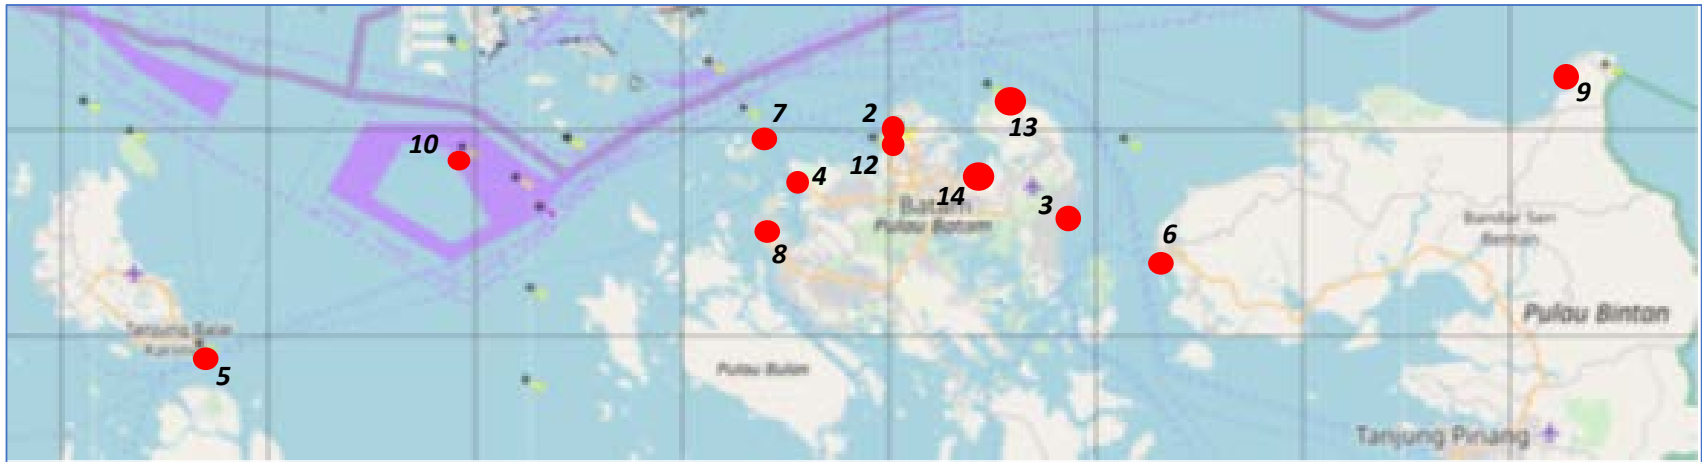 9
7
2
13
10
12
4
14
Batam
3
Pulau Batam
6
Bandar Seri
Bentan
8
Pulau Bintan
Tanjung Balai
Karimun
5
Pulau Bulan
Tanjung Pinang